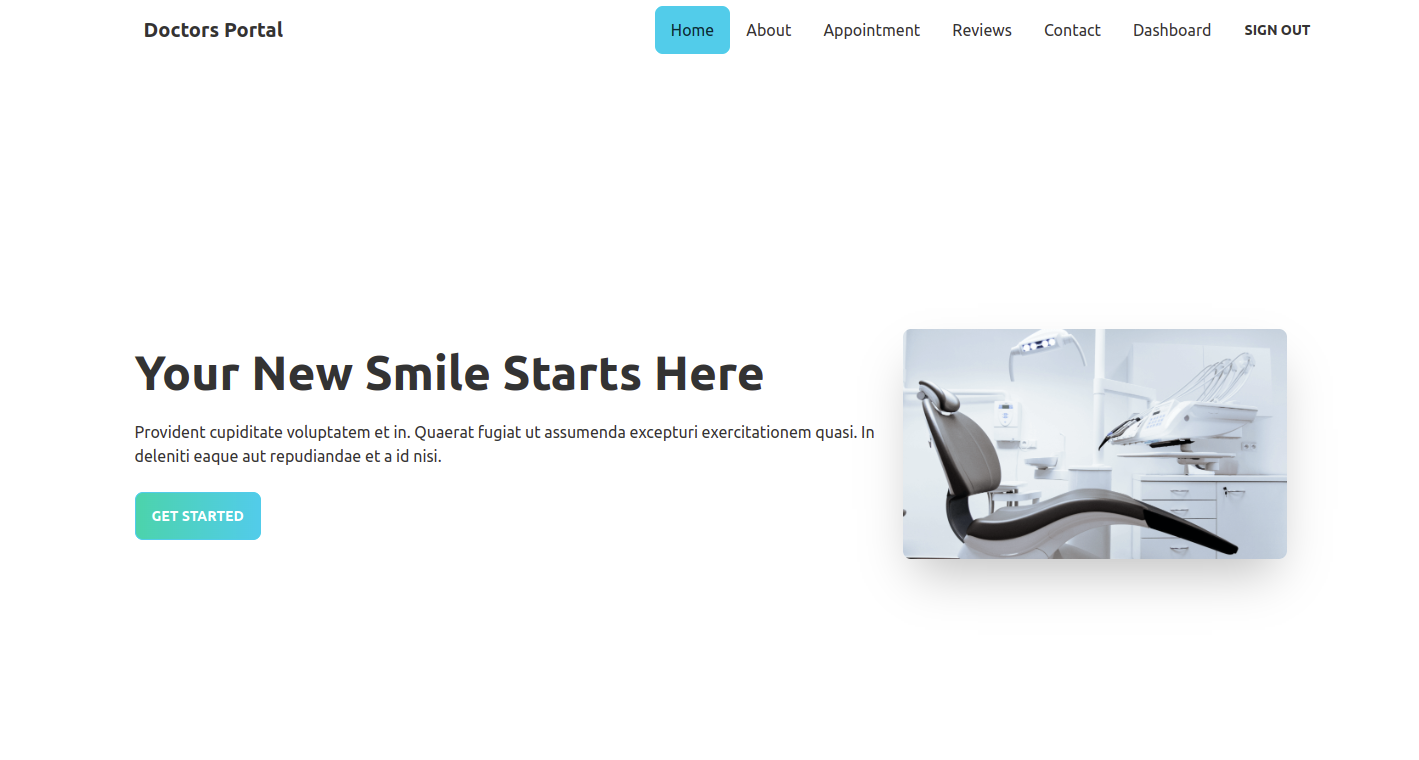 Doctors Portal
Home About Appointment Reviews Contact Dashboard SIGN OUT
Your New Smile Starts Here
Provident cupiditate voluptatem et in. Quaerat fugiat ut assumenda excepturi exercitationem quasi. In
deleniti eaque aut repudiandae et a id nisi.
GET STARTED